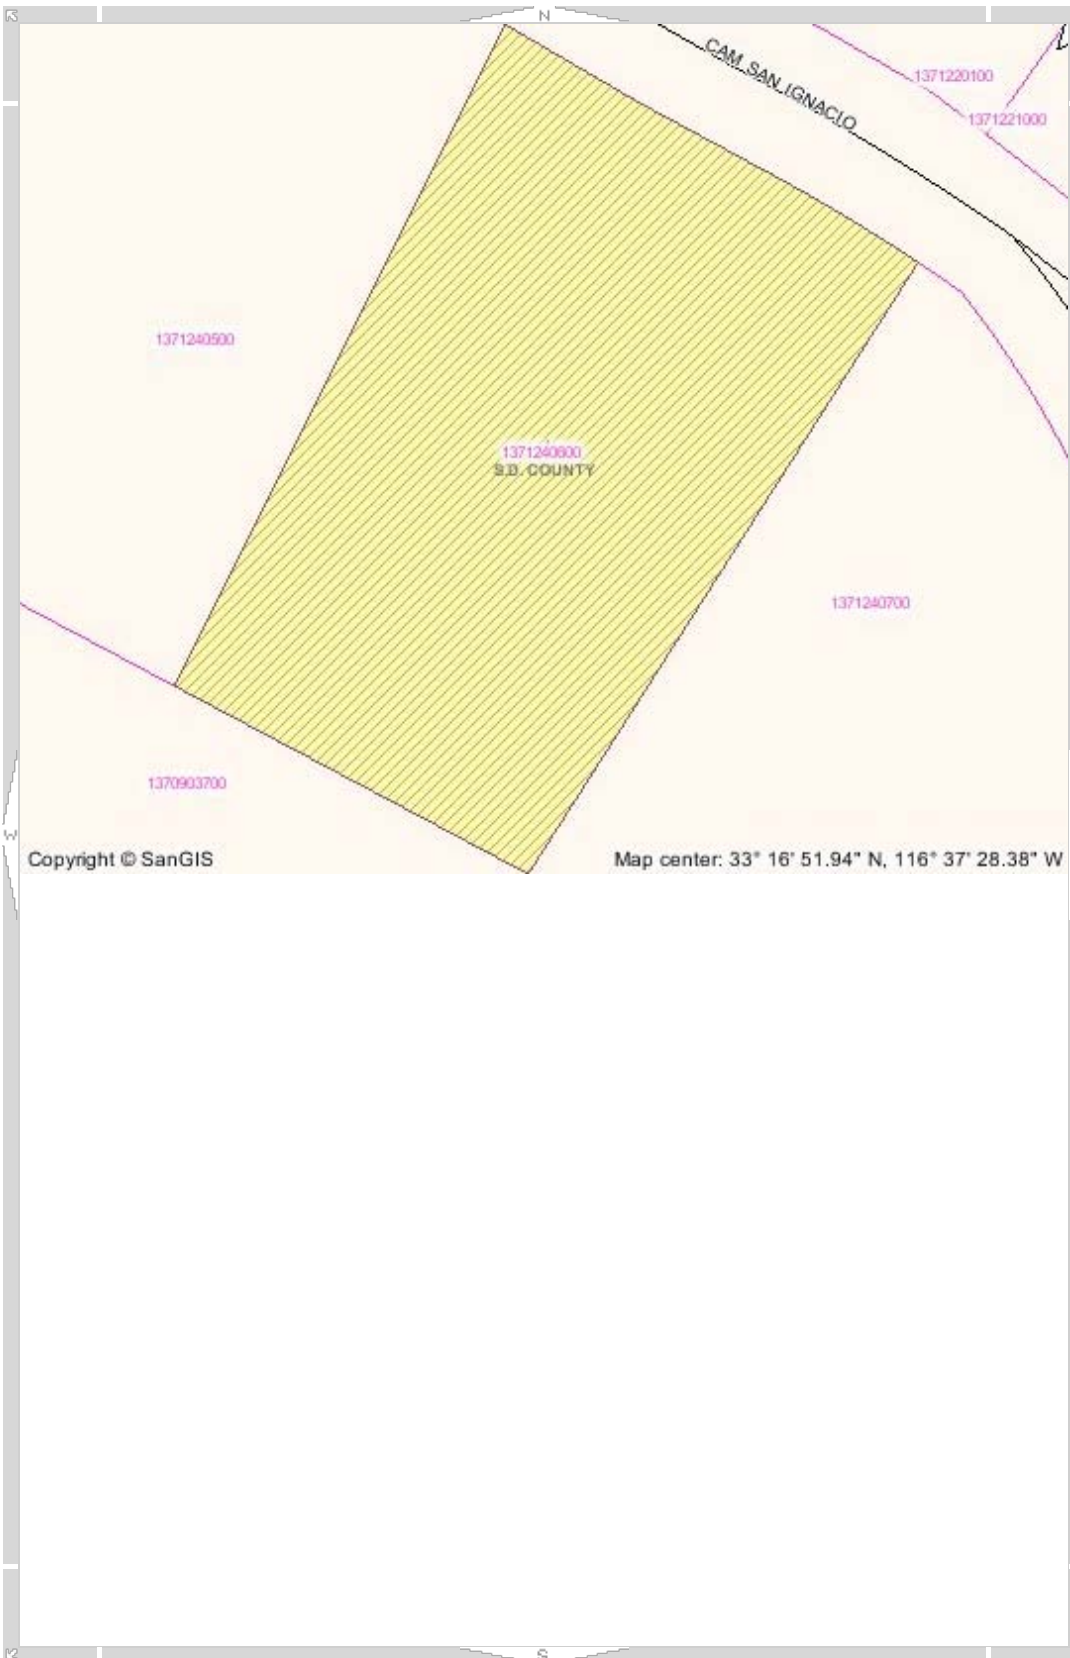 N
CAM SAN IGNACIO
1371220100
1371221000
1371240500
1371240600
S.D. COUNTY
1371240700
1370903700
W
Copyright © SanGIS
Map center: 33° 16' 51.94" N, 116° 37' 28.38" W
S